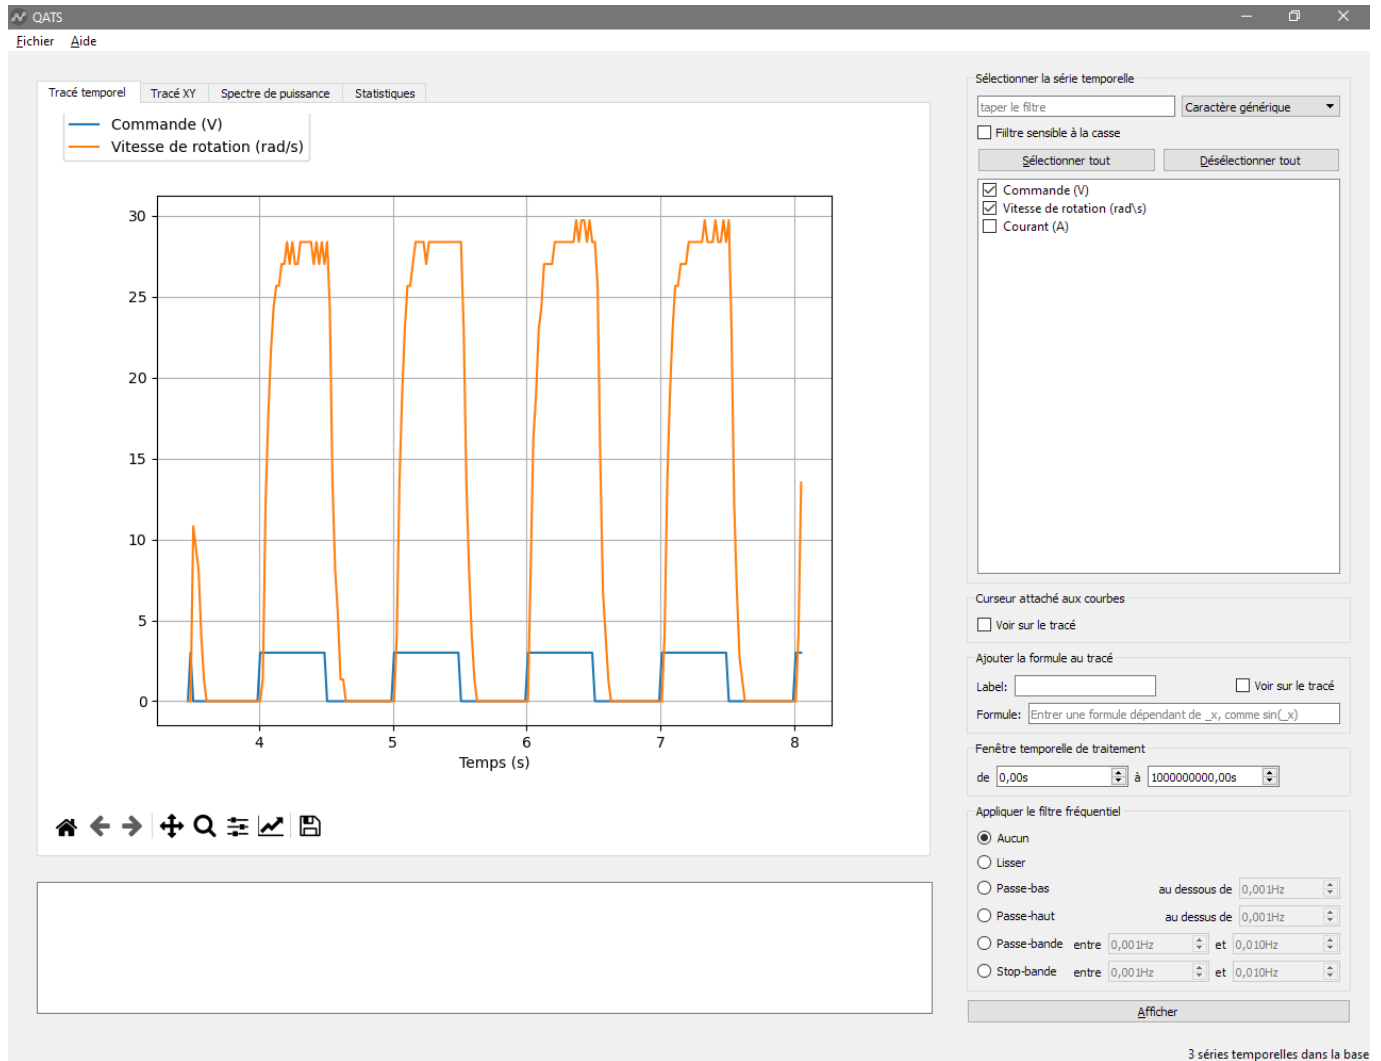 QATS
Fichier Aide
Tracé temporel Tracé XY Spectre de puissance Statistiques
Commande (V)
Vitesse de rotation (rad/s)
30
25
20
15
10
5
0
4 5 6 7 8
Temps (s)
Sélectionner la série temporelle
taper le filtre Caractère générique
Fiiltre sensible à la casse
Sélectionner tout Désélectionner tout
Commande (V)
Vitesse de rotation (rad\s)
Courant (A)
Curseur attaché aux courbes
Voir sur le tracé
Ajouter la formule au tracé
Label: Voir sur le tracé
Formule: Entrer une formule dépendant de _x, comme sin(_x)
Fenêtre temporelle de traitement
de 0,00s à 1000000000,00s
Appliquer le filtre fréquentiel
Aucun
Lisser
Passe-bas au dessous de 0,001Hz
Passe-haut au dessus de 0,001Hz
Passe-bande entre 0,001Hz et 0,010Hz
Stop-bande entre 0,001Hz et 0,010Hz
Afficher
3 séries temporelles dans la base